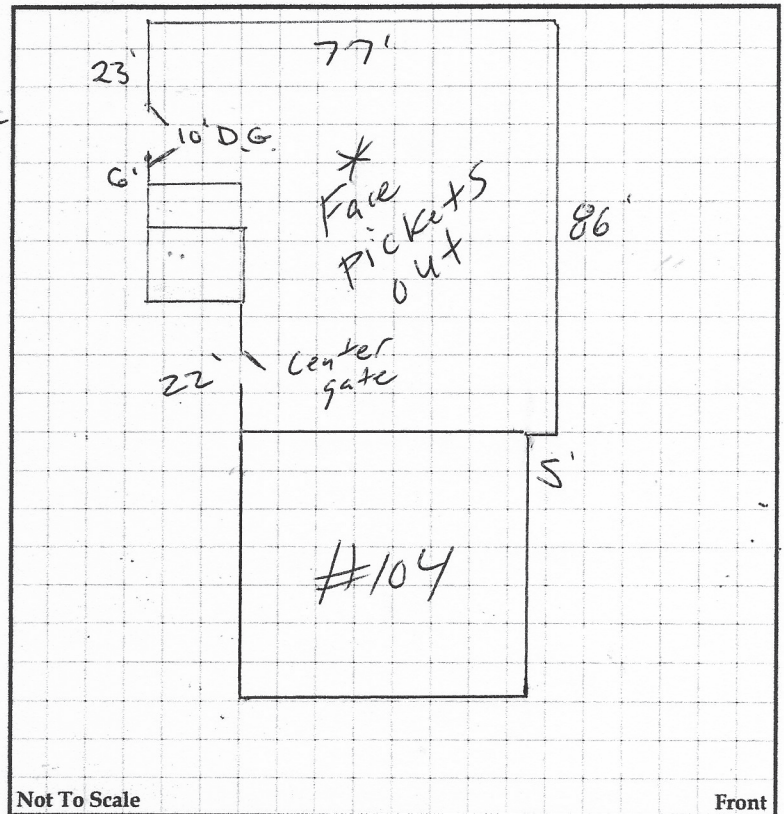 77'
23'
10' D.G.
6'
*
Face
pickets
out
86'
22'
Center
gate
5'
#104
Not To Scale
Front